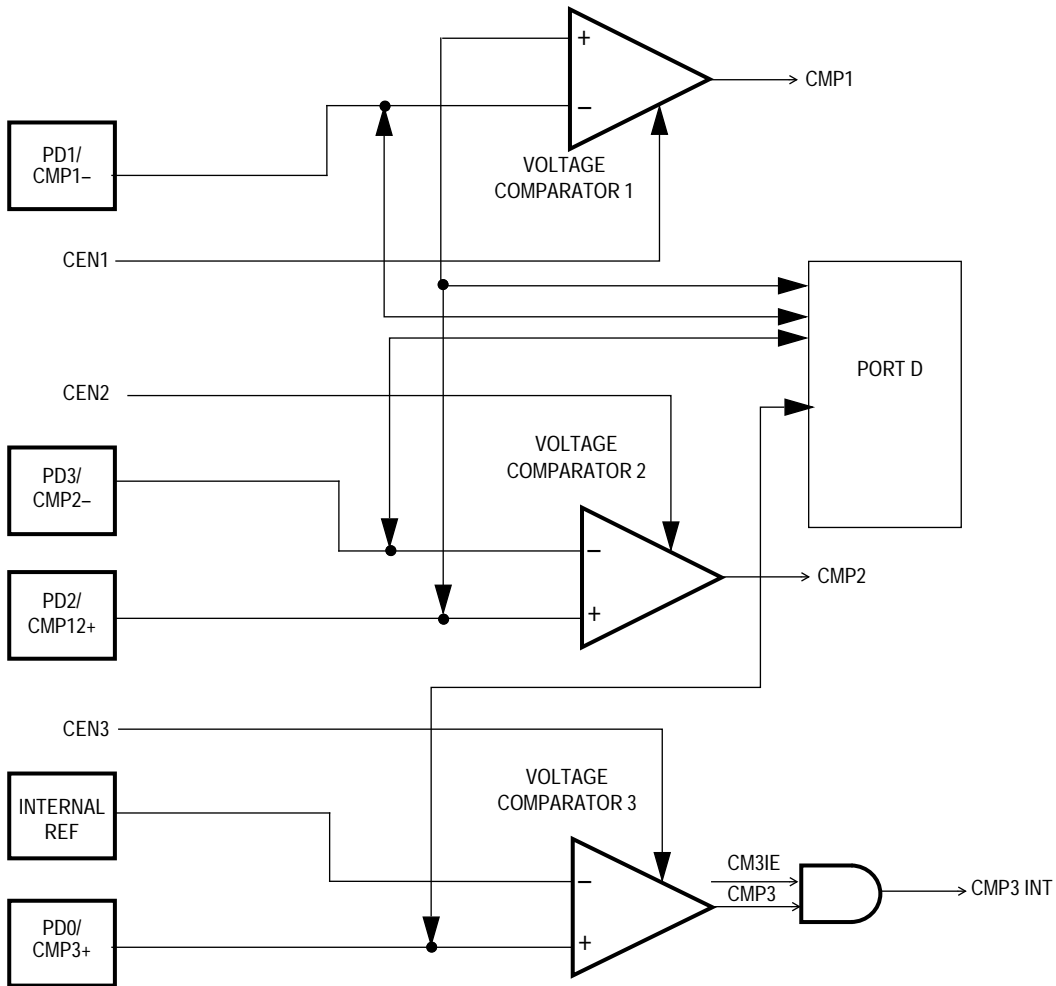 +
CMP1
–
PD1/
CMP1–
VOLTAGE
COMPARATOR 1
CEN1
PORT D
CEN2
VOLTAGE
COMPARATOR 2
PD3/
CMP2–
–
CMP2
PD2/
CMP12+
+
CEN3
VOLTAGE
COMPARATOR 3
INTERNAL
REF
CM3IE
–
CMP3
CMP3 INT
PD0/
CMP3+
+